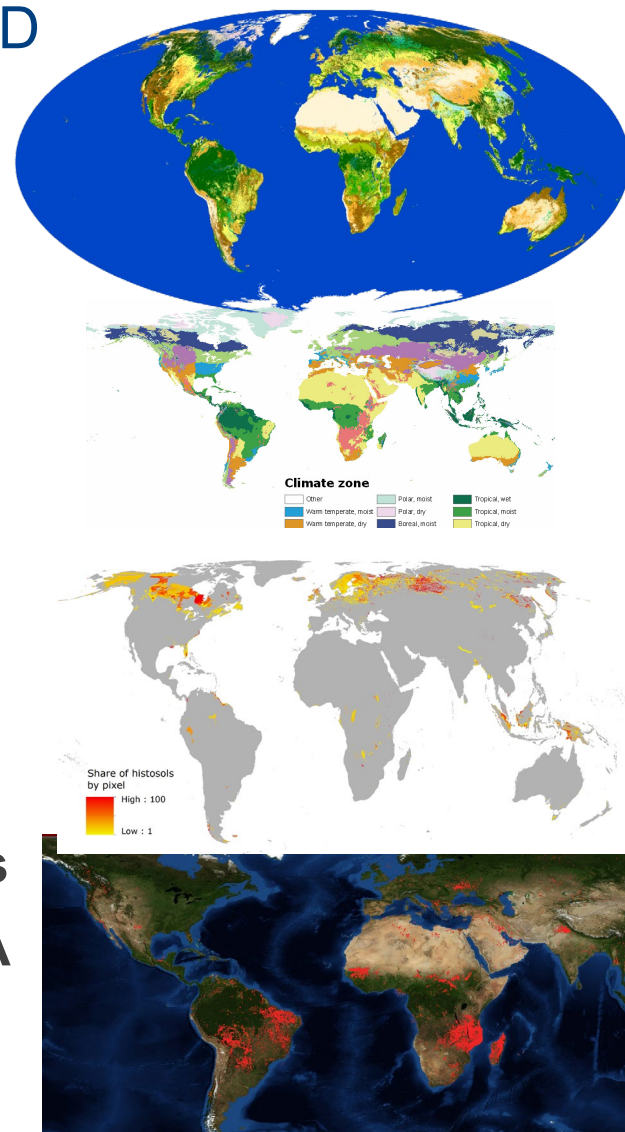 D
Climate zone
Other
Polar, moist
Tropical, wet
Warm temperate, moist
Polar, dry
Tropical, moist
Warm temperate, dry
Boreal, moist
Tropical, dry
Share of histosols
by pixel
High : 100
Low : 1
s
A